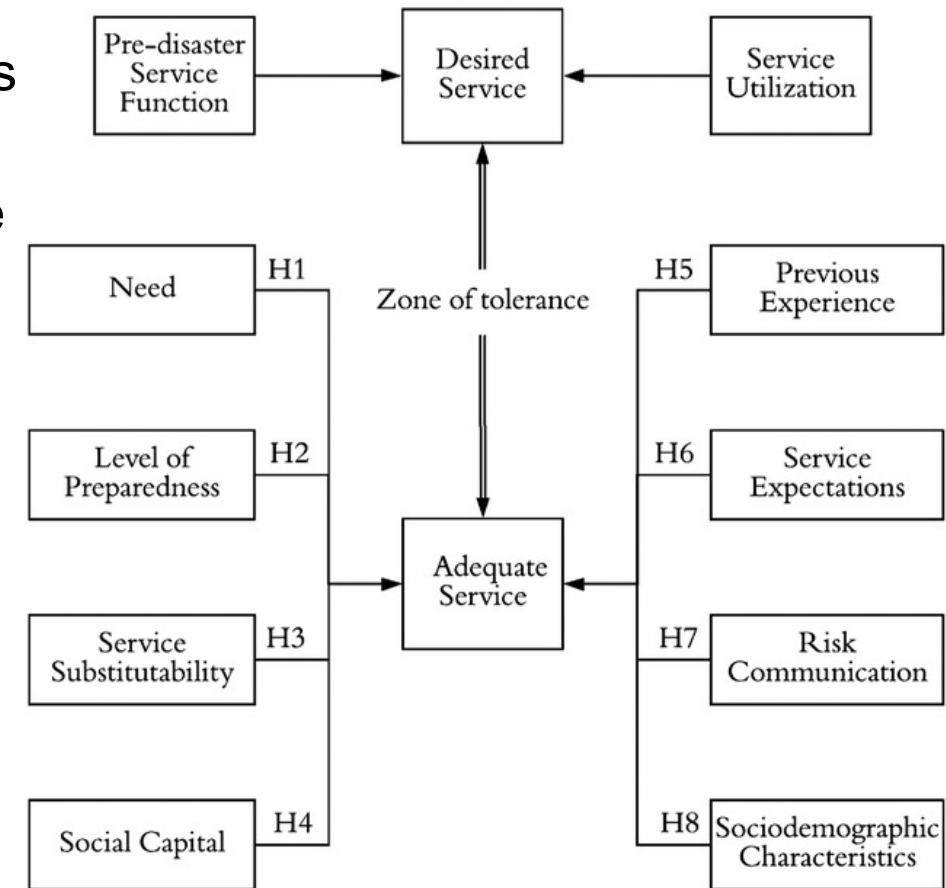 s
e
Pre-disaster
Service
Function
Desired
Service
Service
Utilization
Need
H1
Zone of tolerance
H5
Previous
Experience
Level of
Preparedness
H2
H6
Service
Expectations
Adequate
Service
Service
Substitutability
H3
H7
Risk
Communication
Social Capital
H4
H8
Sociodemographic
Characteristics